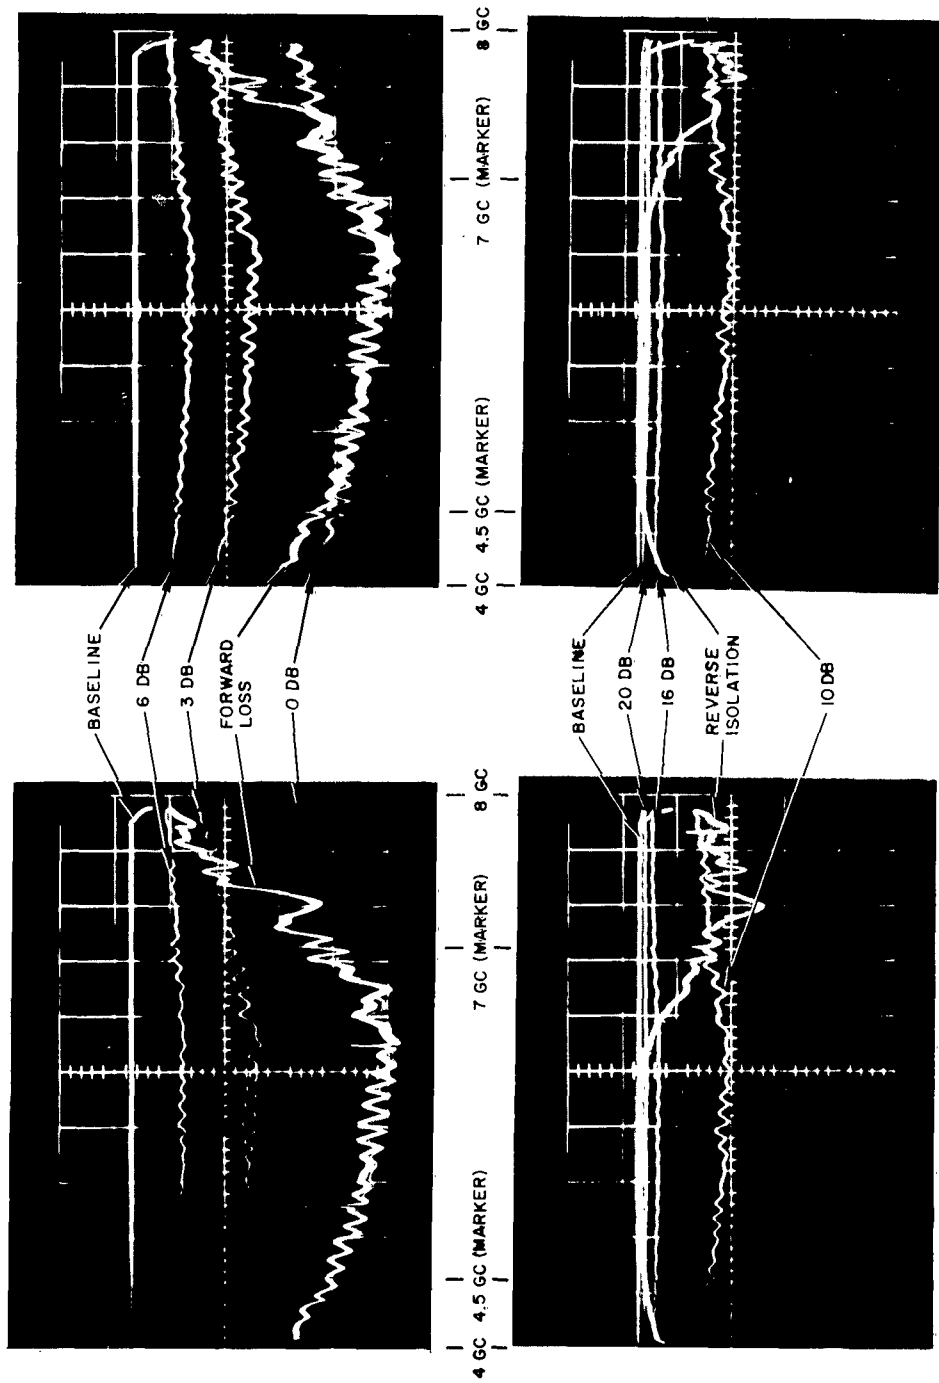 BASELINE
6 DB
3 DB
FORWARD
LOSS
0 DB
4 GC 4.5 GC (MARKER) 7 GC (MARKER) 8 GC
4 GC 4.5 GC (MARKER) 7 GC (MARKER) 8 GC
BASELINE
20 DB
16 DB
REVERSE
ISOLATION
10 DB